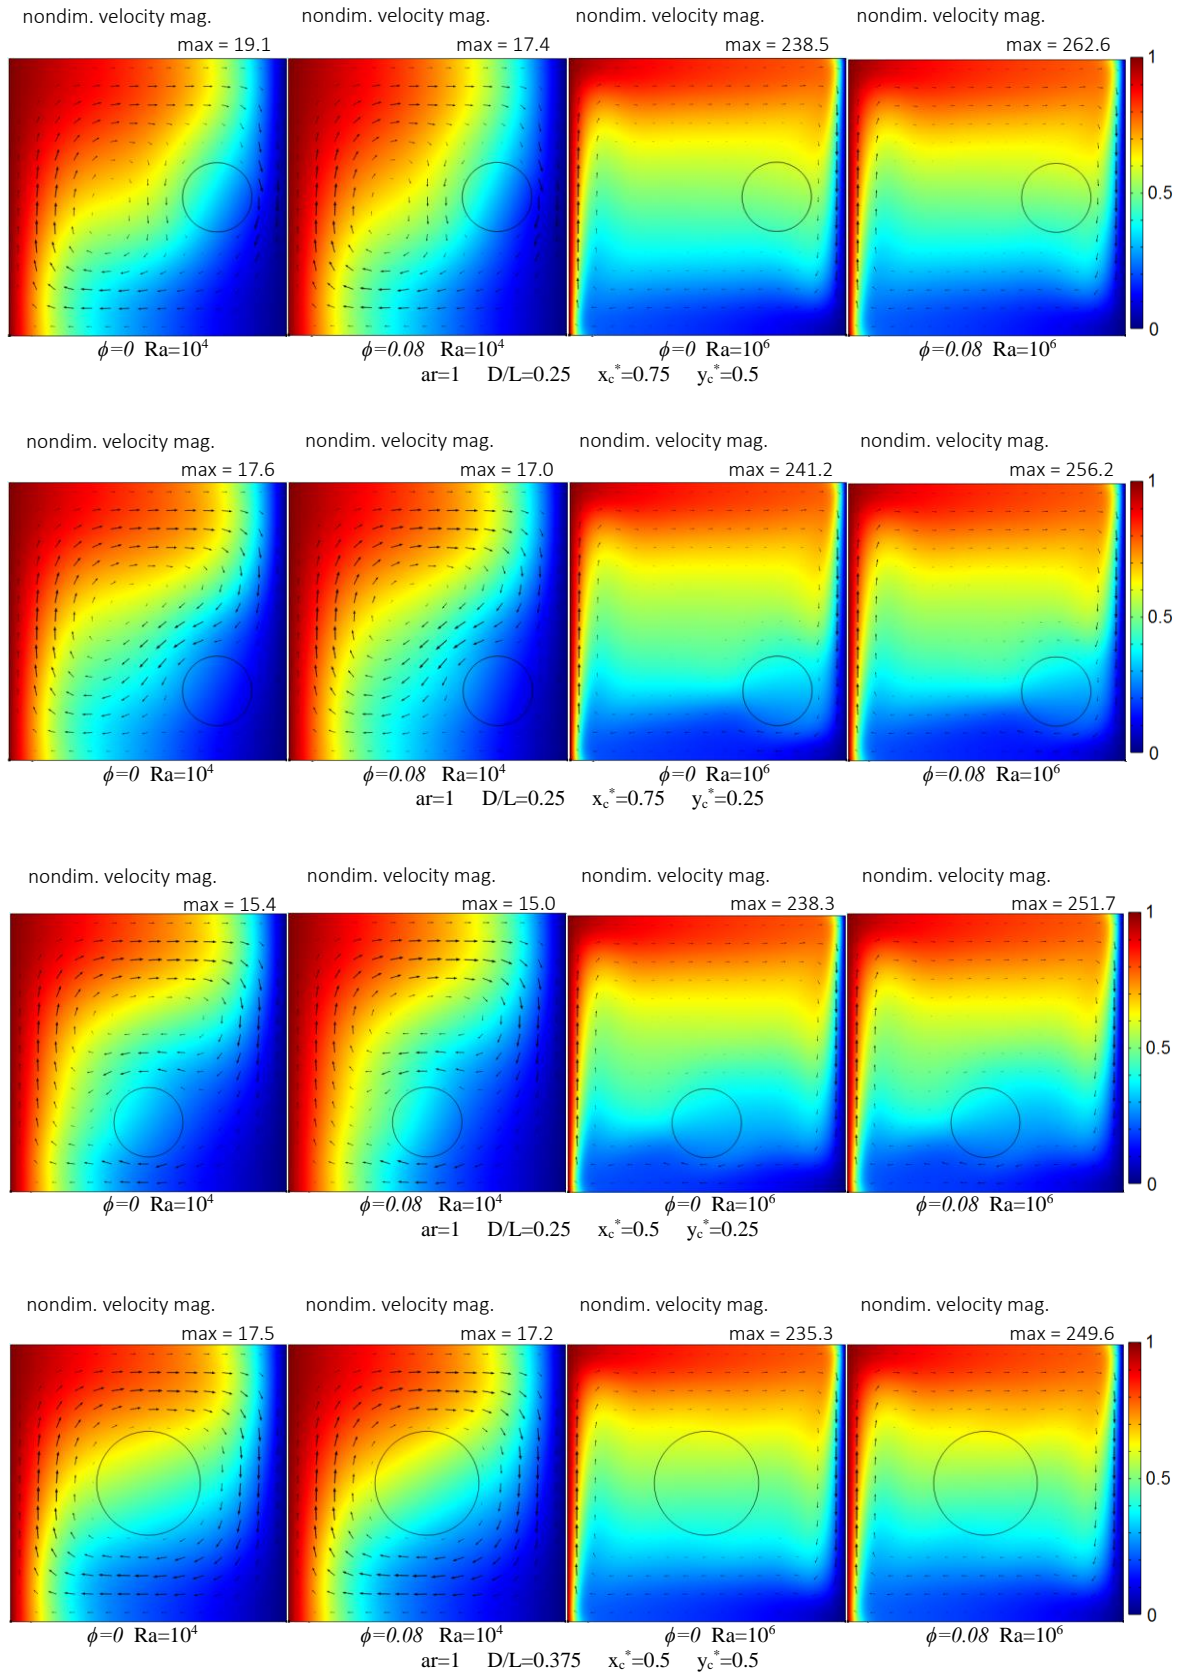 nondim. velocity mag. nondim. velocity mag. nondim. velocity mag. nondim. velocity mag.
max = 19.1 max = 17.4 max = 238.5 max = 262.6
1
0.5
0
ϕ=0 Ra=10⁴ ϕ=0.08 Ra=10⁴ ϕ=0 Ra=10⁶ ϕ=0.08 Ra=10⁶
ar=1 D/L=0.25 x_c*=0.75 y_c*=0.5
nondim. velocity mag. nondim. velocity mag. nondim. velocity mag. nondim. velocity mag.
max = 17.6 max = 17.0 max = 241.2 max = 256.2
1
0.5
0
ϕ=0 Ra=10⁴ ϕ=0.08 Ra=10⁴ ϕ=0 Ra=10⁶ ϕ=0.08 Ra=10⁶
ar=1 D/L=0.25 x_c*=0.75 y_c*=0.25
nondim. velocity mag. nondim. velocity mag. nondim. velocity mag. nondim. velocity mag.
max = 15.4 max = 15.0 max = 238.3 max = 251.7
1
0.5
0
ϕ=0 Ra=10⁴ ϕ=0.08 Ra=10⁴ ϕ=0 Ra=10⁶ ϕ=0.08 Ra=10⁶
ar=1 D/L=0.25 x_c*=0.5 y_c*=0.25
nondim. velocity mag. nondim. velocity mag. nondim. velocity mag. nondim. velocity mag.
max = 17.5 max = 17.2 max = 235.3 max = 249.6
1
0.5
0
ϕ=0 Ra=10⁴ ϕ=0.08 Ra=10⁴ ϕ=0 Ra=10⁶ ϕ=0.08 Ra=10⁶
ar=1 D/L=0.375 x_c*=0.5 y_c*=0.5